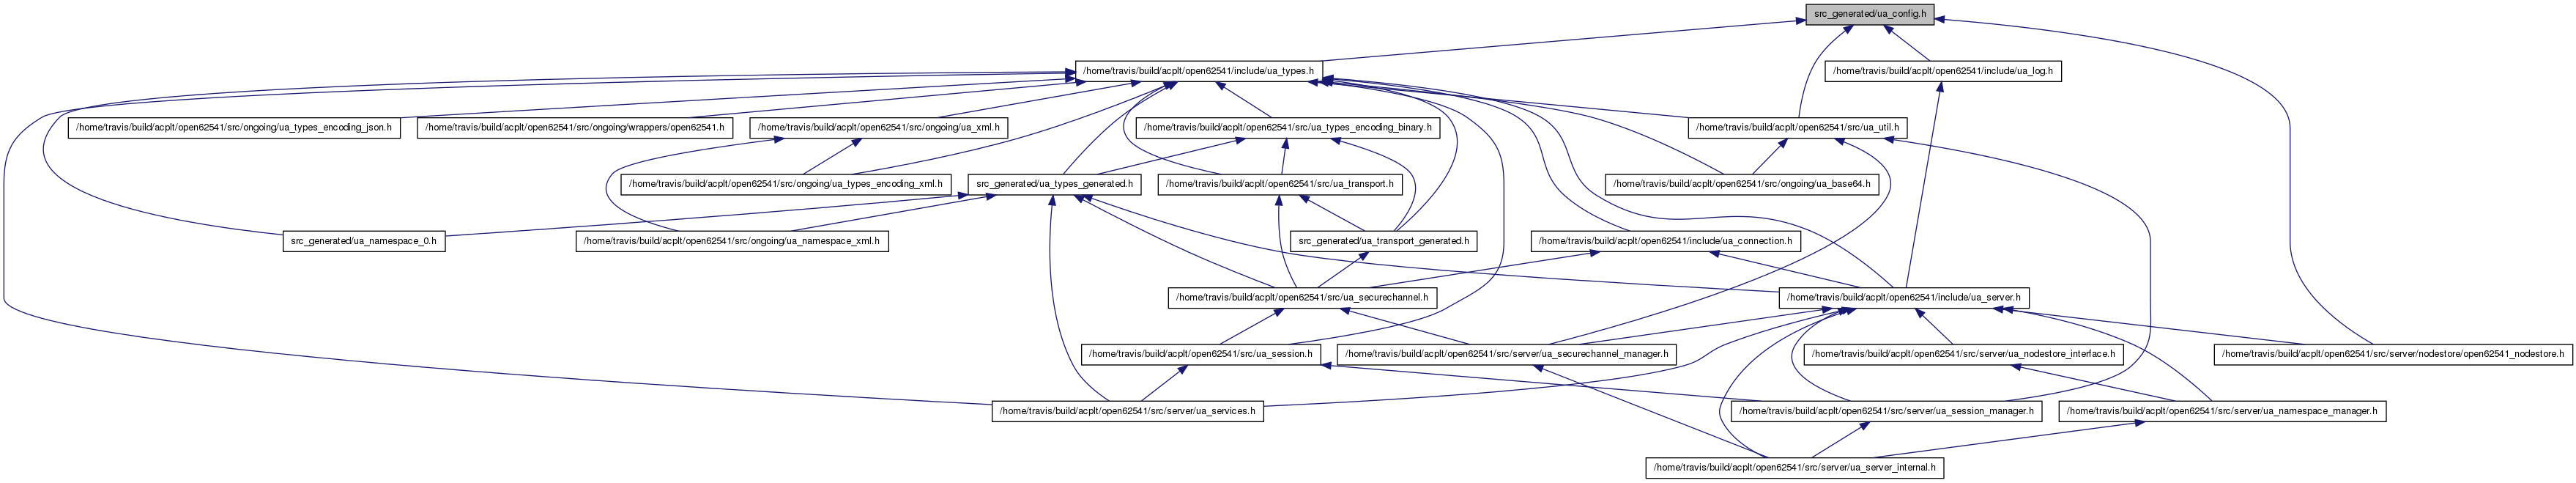 src_generated/ua_config.h
/home/travis/build/acplt/open62541/include/ua_types.h
/home/travis/build/acplt/open62541/include/ua_log.h
/home/travis/build/acplt/open62541/src/ongoing/ua_types_encoding_json.h
/home/travis/build/acplt/open62541/src/ongoing/wrappers/open62541.h
/home/travis/build/acplt/open62541/src/ongoing/ua_xml.h
/home/travis/build/acplt/open62541/src/ua_types_encoding_binary.h
/home/travis/build/acplt/open62541/src/ua_util.h
/home/travis/build/acplt/open62541/src/ongoing/ua_types_encoding_xml.h
src_generated/ua_types_generated.h
/home/travis/build/acplt/open62541/src/ua_transport.h
/home/travis/build/acplt/open62541/src/ongoing/ua_base64.h
src_generated/ua_namespace_0.h
/home/travis/build/acplt/open62541/src/ongoing/ua_namespace_xml.h
src_generated/ua_transport_generated.h
/home/travis/build/acplt/open62541/include/ua_connection.h
/home/travis/build/acplt/open62541/src/ua_securechannel.h
/home/travis/build/acplt/open62541/include/ua_server.h
/home/travis/build/acplt/open62541/src/ua_session.h
/home/travis/build/acplt/open62541/src/server/ua_securechannel_manager.h
/home/travis/build/acplt/open62541/src/server/ua_nodestore_interface.h
/home/travis/build/acplt/open62541/src/server/nodestore/open62541_nodestore.h
/home/travis/build/acplt/open62541/src/server/ua_services.h
/home/travis/build/acplt/open62541/src/server/ua_session_manager.h
/home/travis/build/acplt/open62541/src/server/ua_namespace_manager.h
/home/travis/build/acplt/open62541/src/server/ua_server_internal.h